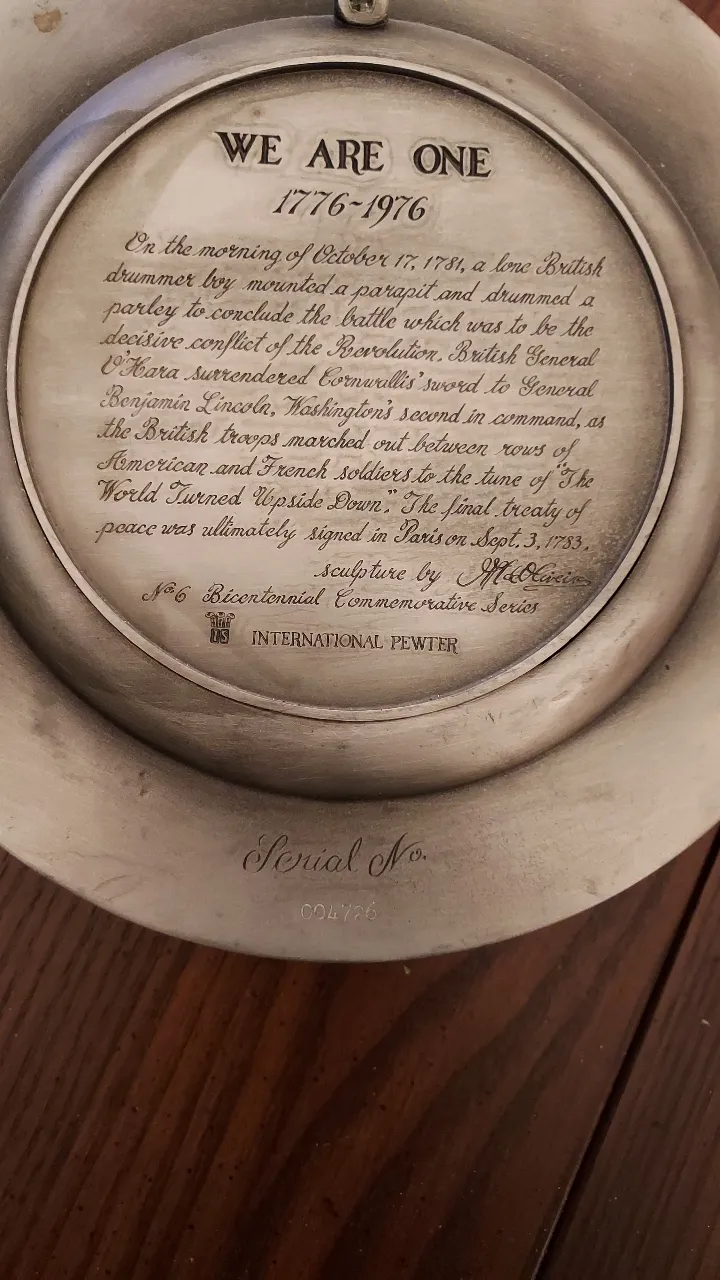 WE ARE ONE
1776~1976
On the morning of October 17, 1781, a lone British
drummer boy mounted a parapit and drummed a
parley to conclude the battle which was to be the
decisive conflict of the Revolution. British General
O'Hara surrendered Cornwallis' sword to General
Benjamin Lincoln, Washington's second in command, as
the British troops marched out between rows of
American and French soldiers to the tune of "The
World Turned Upside Down". The final treaty of
peace was ultimately signed in Paris on Sept. 3, 1783.
sculpture by
No 6 Bicentennial Commemorative Series
IS
INTERNATIONAL PEWTER
Serial No.